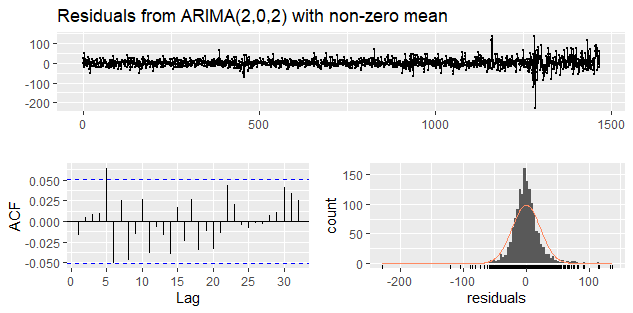 Residuals from ARIMA(2,0,2) with non-zero mean
100
0
-100
-200
0 500 1000 1500
0.050
0.025
0.000
-0.025
-0.050
ACF
0 5 10 15 20 25 30
Lag
150
100
50
0
count
-200 -100 0 100
residuals